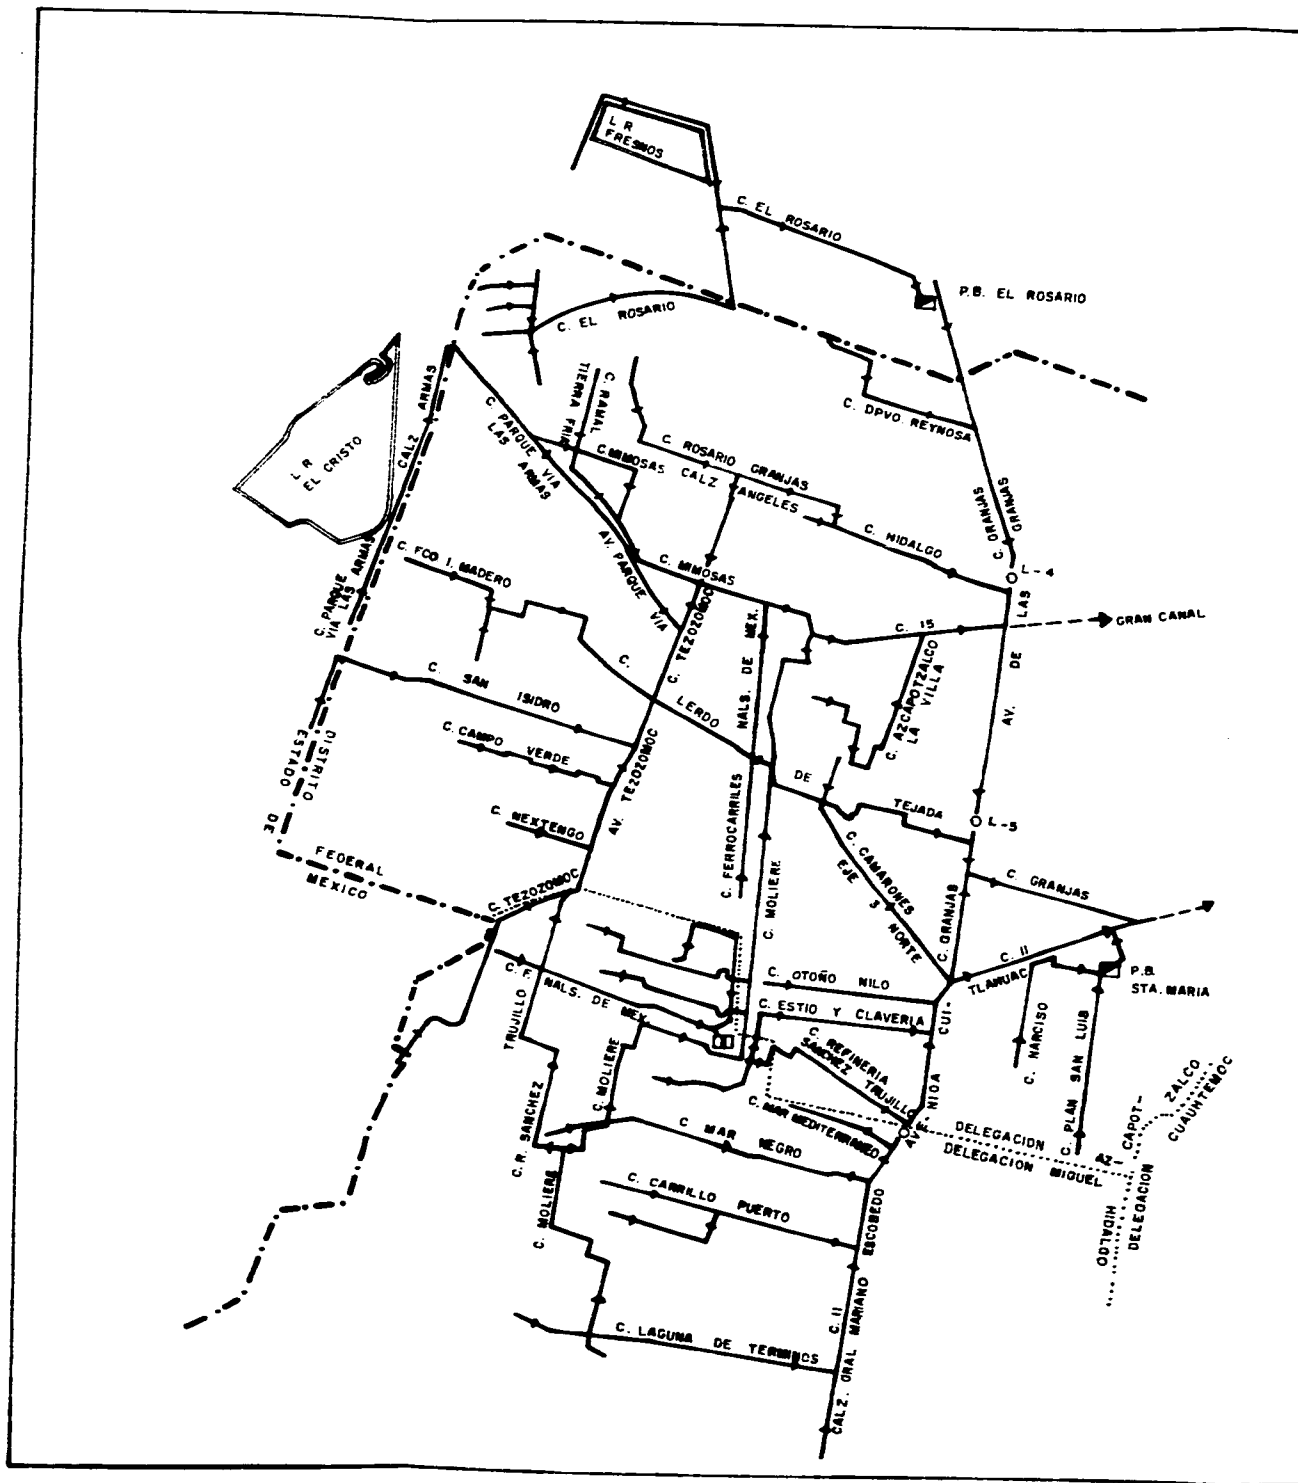 L R
FRESNOS
C. EL ROSARIO
P.B. EL ROSARIO
C. EL ROSARIO
C. DPVO. REYNOSA
L R
EL CRISTO
CALZ ARMAS
C. PARQUE VIA
LAS ARMAS
C. RAMAL
TIERRA FRIA
C. MIMOSAS
C. ROSARIO GRANJAS
CALZ ANGELES
C. HIDALGO
C. GRANJAS
GRANJAS
L-4
C. PARQUE
VIA LAS ARMAS
C. FCO I. MADERO
AV. PARQUE VIA
C. MIMOSAS
C. TEZOZOMOC
C. 15
GRAN CANAL
AV. DE LAS
C. SAN ISIDRO
C. LERDO DE TEJADA
C. FERROCARRILES NALS. DE MEX.
C. AZCAPOTZALCO
LA VILLA
C. CAMPO VERDE
AV. TEZOZOMOC
C. NEXTENGO
L-5
DISTRITO FEDERAL
ESTADO DE MEXICO
C. TEZOZOMOC
C. MOLIERE
C. CAMARONES
EJE 3 NORTE
C. GRANJAS
C. GRANJAS
C. 11
TLAHUAC
P.B.
STA. MARIA
C. F. NALS. DE MEX.
C. OTOÑO NILO
C. ESTIO Y CLAVERIA
C. REFINERIA
SANCHEZ TRUJILLO
C. MAR MEDITERRANEO
AV. CUITLAHUAC
C. NARCISO
C. PLAN SAN LUIS
C.R. SANCHEZ TRUJILLO
C. MOLIERE
C. MAR NEGRO
DELEGACION AZCAPOTZALCO
DELEGACION MIGUEL HIDALGO
DELEGACION CUAUHTEMOC
C. CARRILLO PUERTO
C. MOLIERE
C. 11
CALZ. GRAL MARIANO ESCOBEDO
C. LAGUNA DE TERMINOS